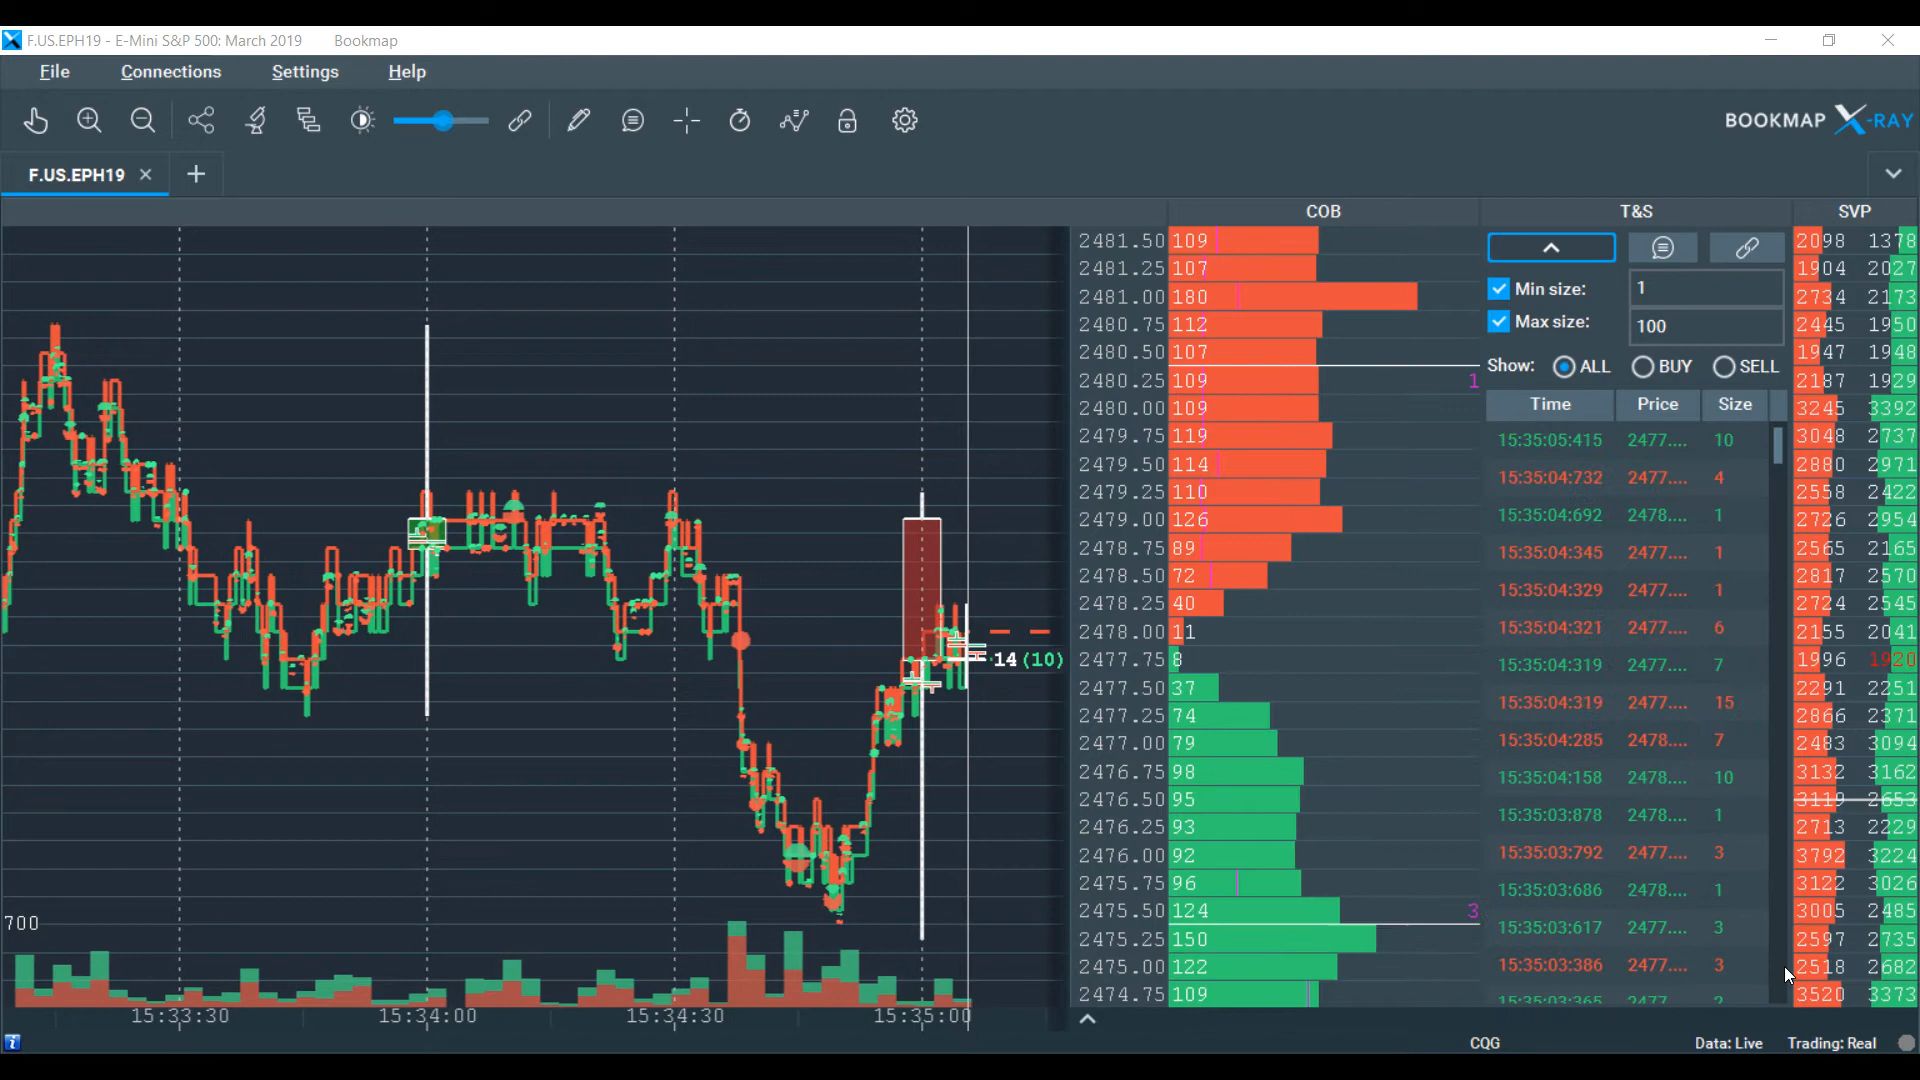 F.US.EPH19 - E-Mini S&P 500: March 2019 Bookmap
File Connections Settings Help
BOOKMAP X-RAY
F.US.EPH19
COB T&S SVP
2481.50 109 2098 1378
2481.25 107 1904 2027
2481.00 180 Min size: 1 2734 2173
2480.75 112 Max size: 100 2445 1950
2480.50 107 Show: ALL BUY SELL 1947 1948
2480.25 109 1 2187 1929
2480.00 109 Time Price Size 3245 3392
2479.75 119 15:35:05:415 2477.... 10 3048 2737
2479.50 114 15:35:04:732 2477.... 4 2880 2971
2479.25 110 2558 2422
2479.00 126 15:35:04:692 2478.... 1 2726 2954
2478.75 89 15:35:04:345 2477.... 1 2565 2165
2478.50 72 15:35:04:329 2477.... 1 2817 2570
2478.25 40 2724 2545
2478.00 11 15:35:04:321 2477.... 6 2155 2041
14 (10) 2477.75 8 15:35:04:319 2477.... 7 1996 1920
2477.50 37 15:35:04:319 2477.... 15 2291 2251
2477.25 74 2866 2371
2477.00 79 15:35:04:285 2478.... 7 2483 3094
2476.75 98 15:35:04:158 2478.... 10 3132 3162
2476.50 95 3119 2653
2476.25 93 15:35:03:878 2478.... 1 2713 2229
2476.00 92 15:35:03:792 2477.... 3 3792 3224
2475.75 96 15:35:03:686 2478.... 1 3122 3026
700 2475.50 124 3 15:35:03:617 2477.... 3 3005 2485
2475.25 150 2597 2735
2475.00 122 15:35:03:386 2477.... 3 2518 2682
2474.75 109 15:35:03:365 2477 2 3520 3373
15:33:30 15:34:00 15:34:30 15:35:00
CQG Data: Live Trading: Real